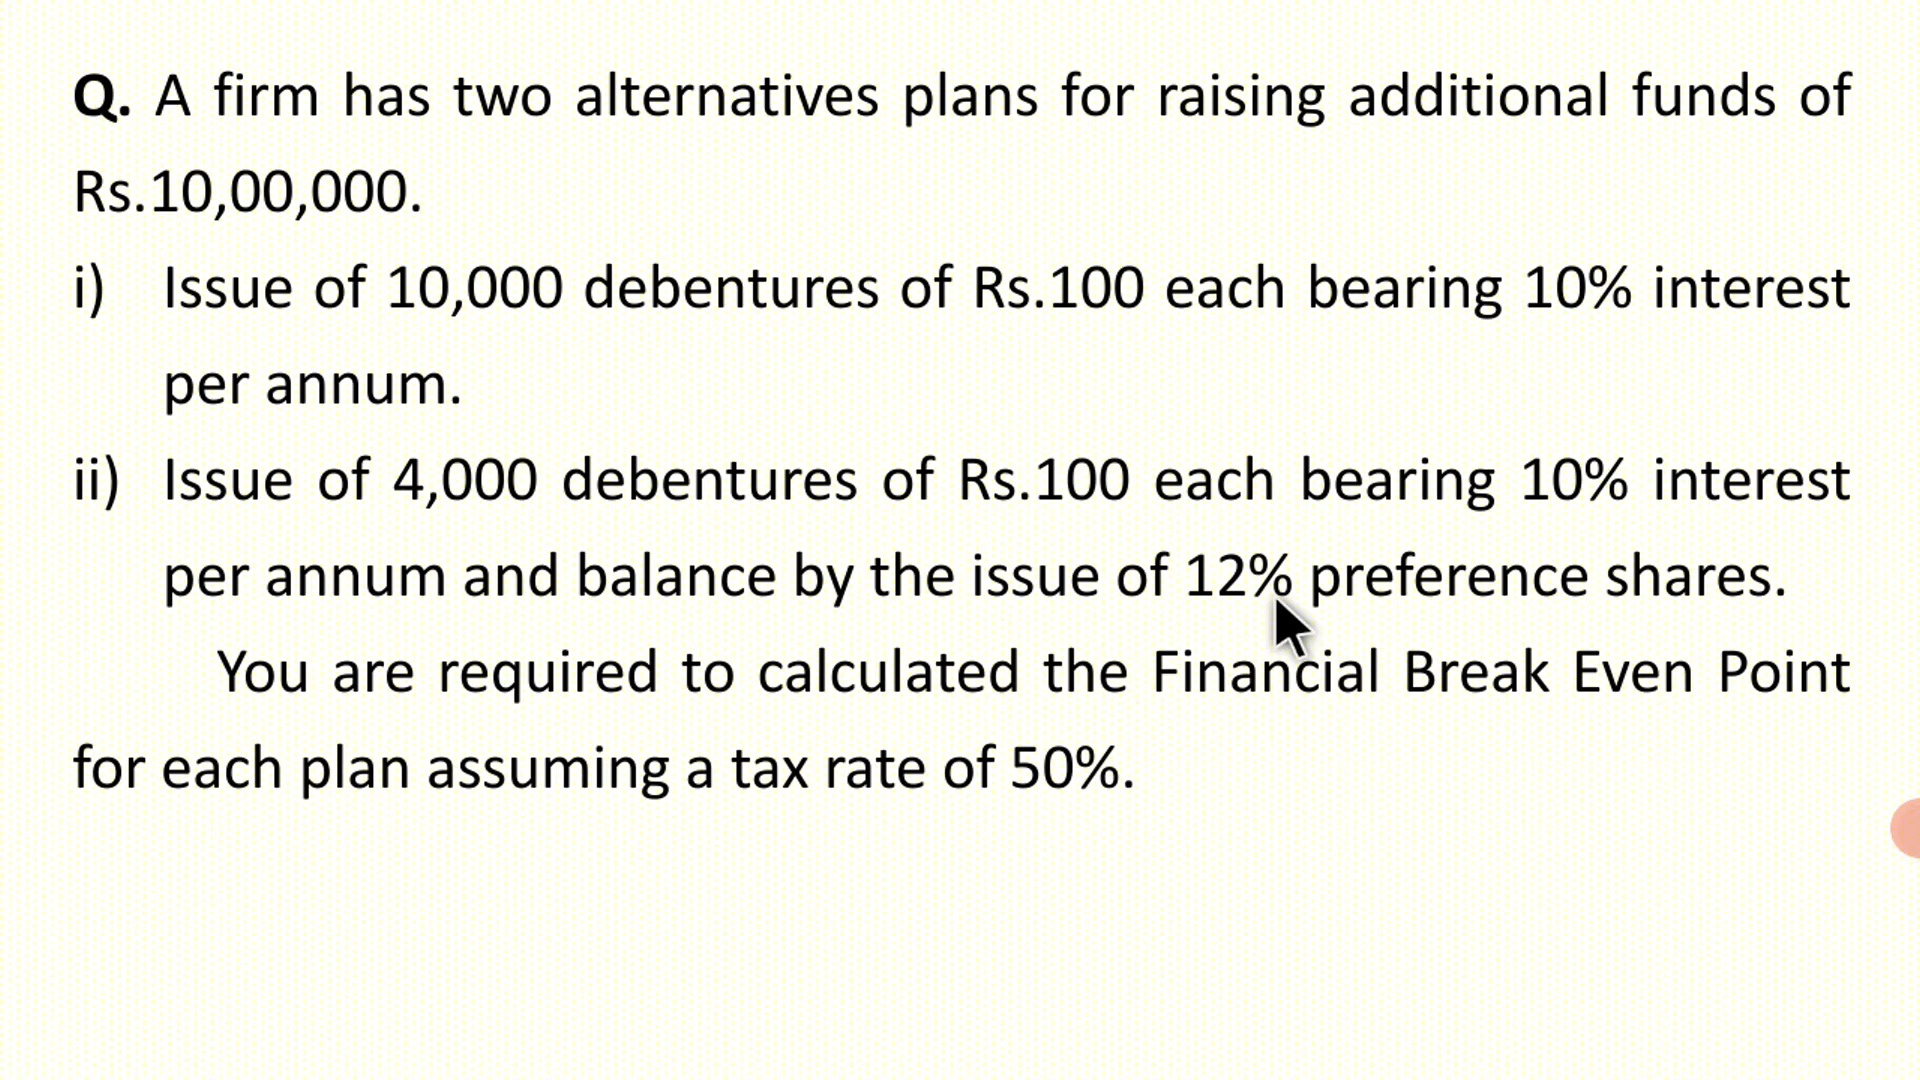 Q. A firm has two alternatives plans for raising additional funds of
Rs.10,00,000.
i) Issue of 10,000 debentures of Rs.100 each bearing 10% interest
per annum.
ii) Issue of 4,000 debentures of Rs.100 each bearing 10% interest
per annum and balance by the issue of 12% preference shares.
You are required to calculated the Financial Break Even Point
for each plan assuming a tax rate of 50%.